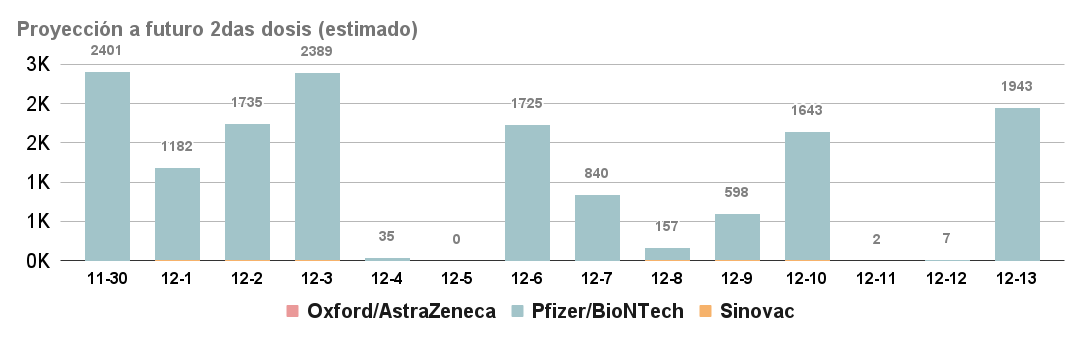 Proyección a futuro 2das dosis (estimado)
3K
2K
2K
1K
1K
0K
2401
1182
1735
2389
35
0
1725
840
157
598
1643
2
7
1943
11-30 12-1 12-2 12-3 12-4 12-5 12-6 12-7 12-8 12-9 12-10 12-11 12-12 12-13
Oxford/AstraZeneca Pfizer/BioNTech Sinovac